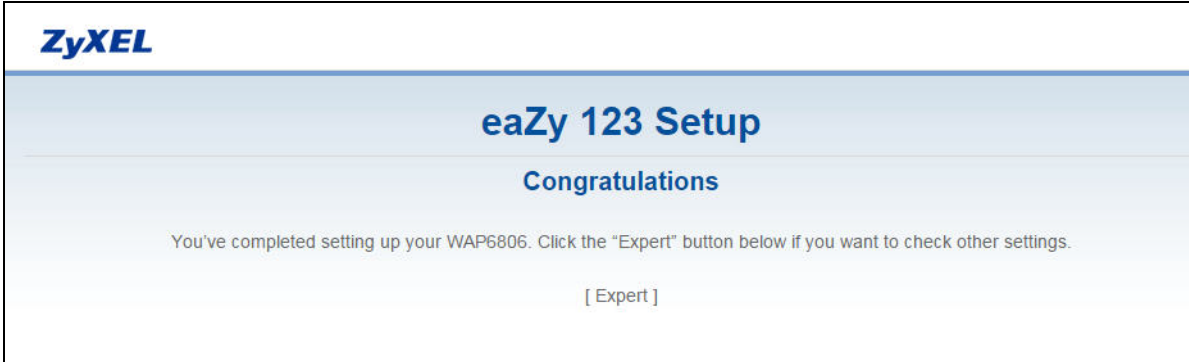 ZyXEL
eaZy 123 Setup
Congratulations
You've completed setting up your WAP6806. Click the “Expert” button below if you want to check other settings.
[ Expert ]